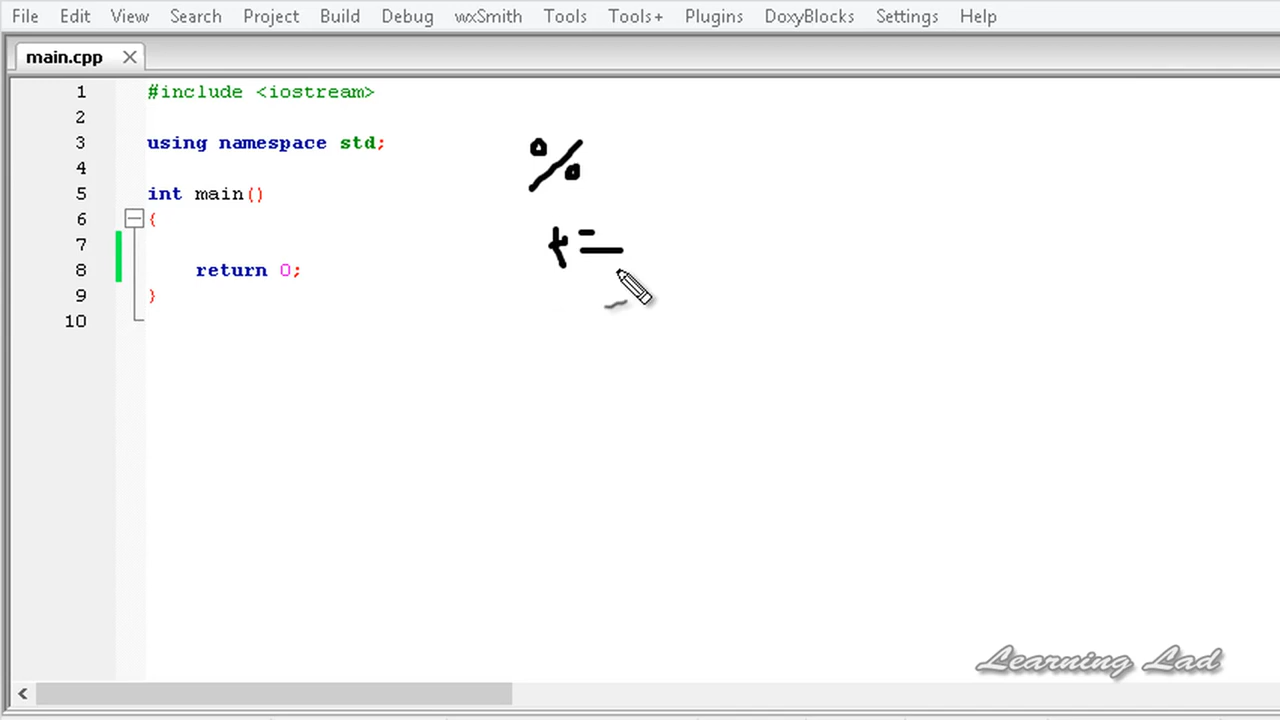 File Edit View Search Project Build Debug wxSmith Tools Tools+ Plugins DoxyBlocks Settings Help
main.cpp
1 #include <iostream>
2
3 using namespace std;
4
5 int main()
6 {
7
8 return 0;
9 }
10
%
+=
Learning Lad